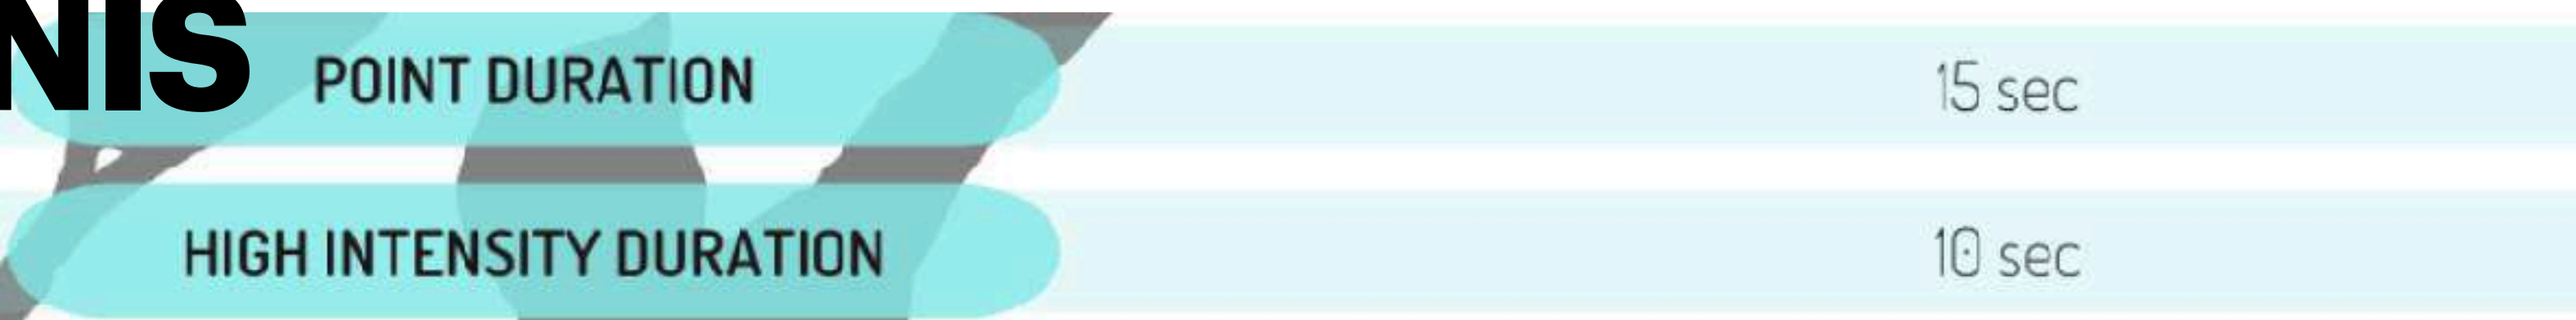 NIS
POINT DURATION 15 sec
HIGH INTENSITY DURATION 10 sec